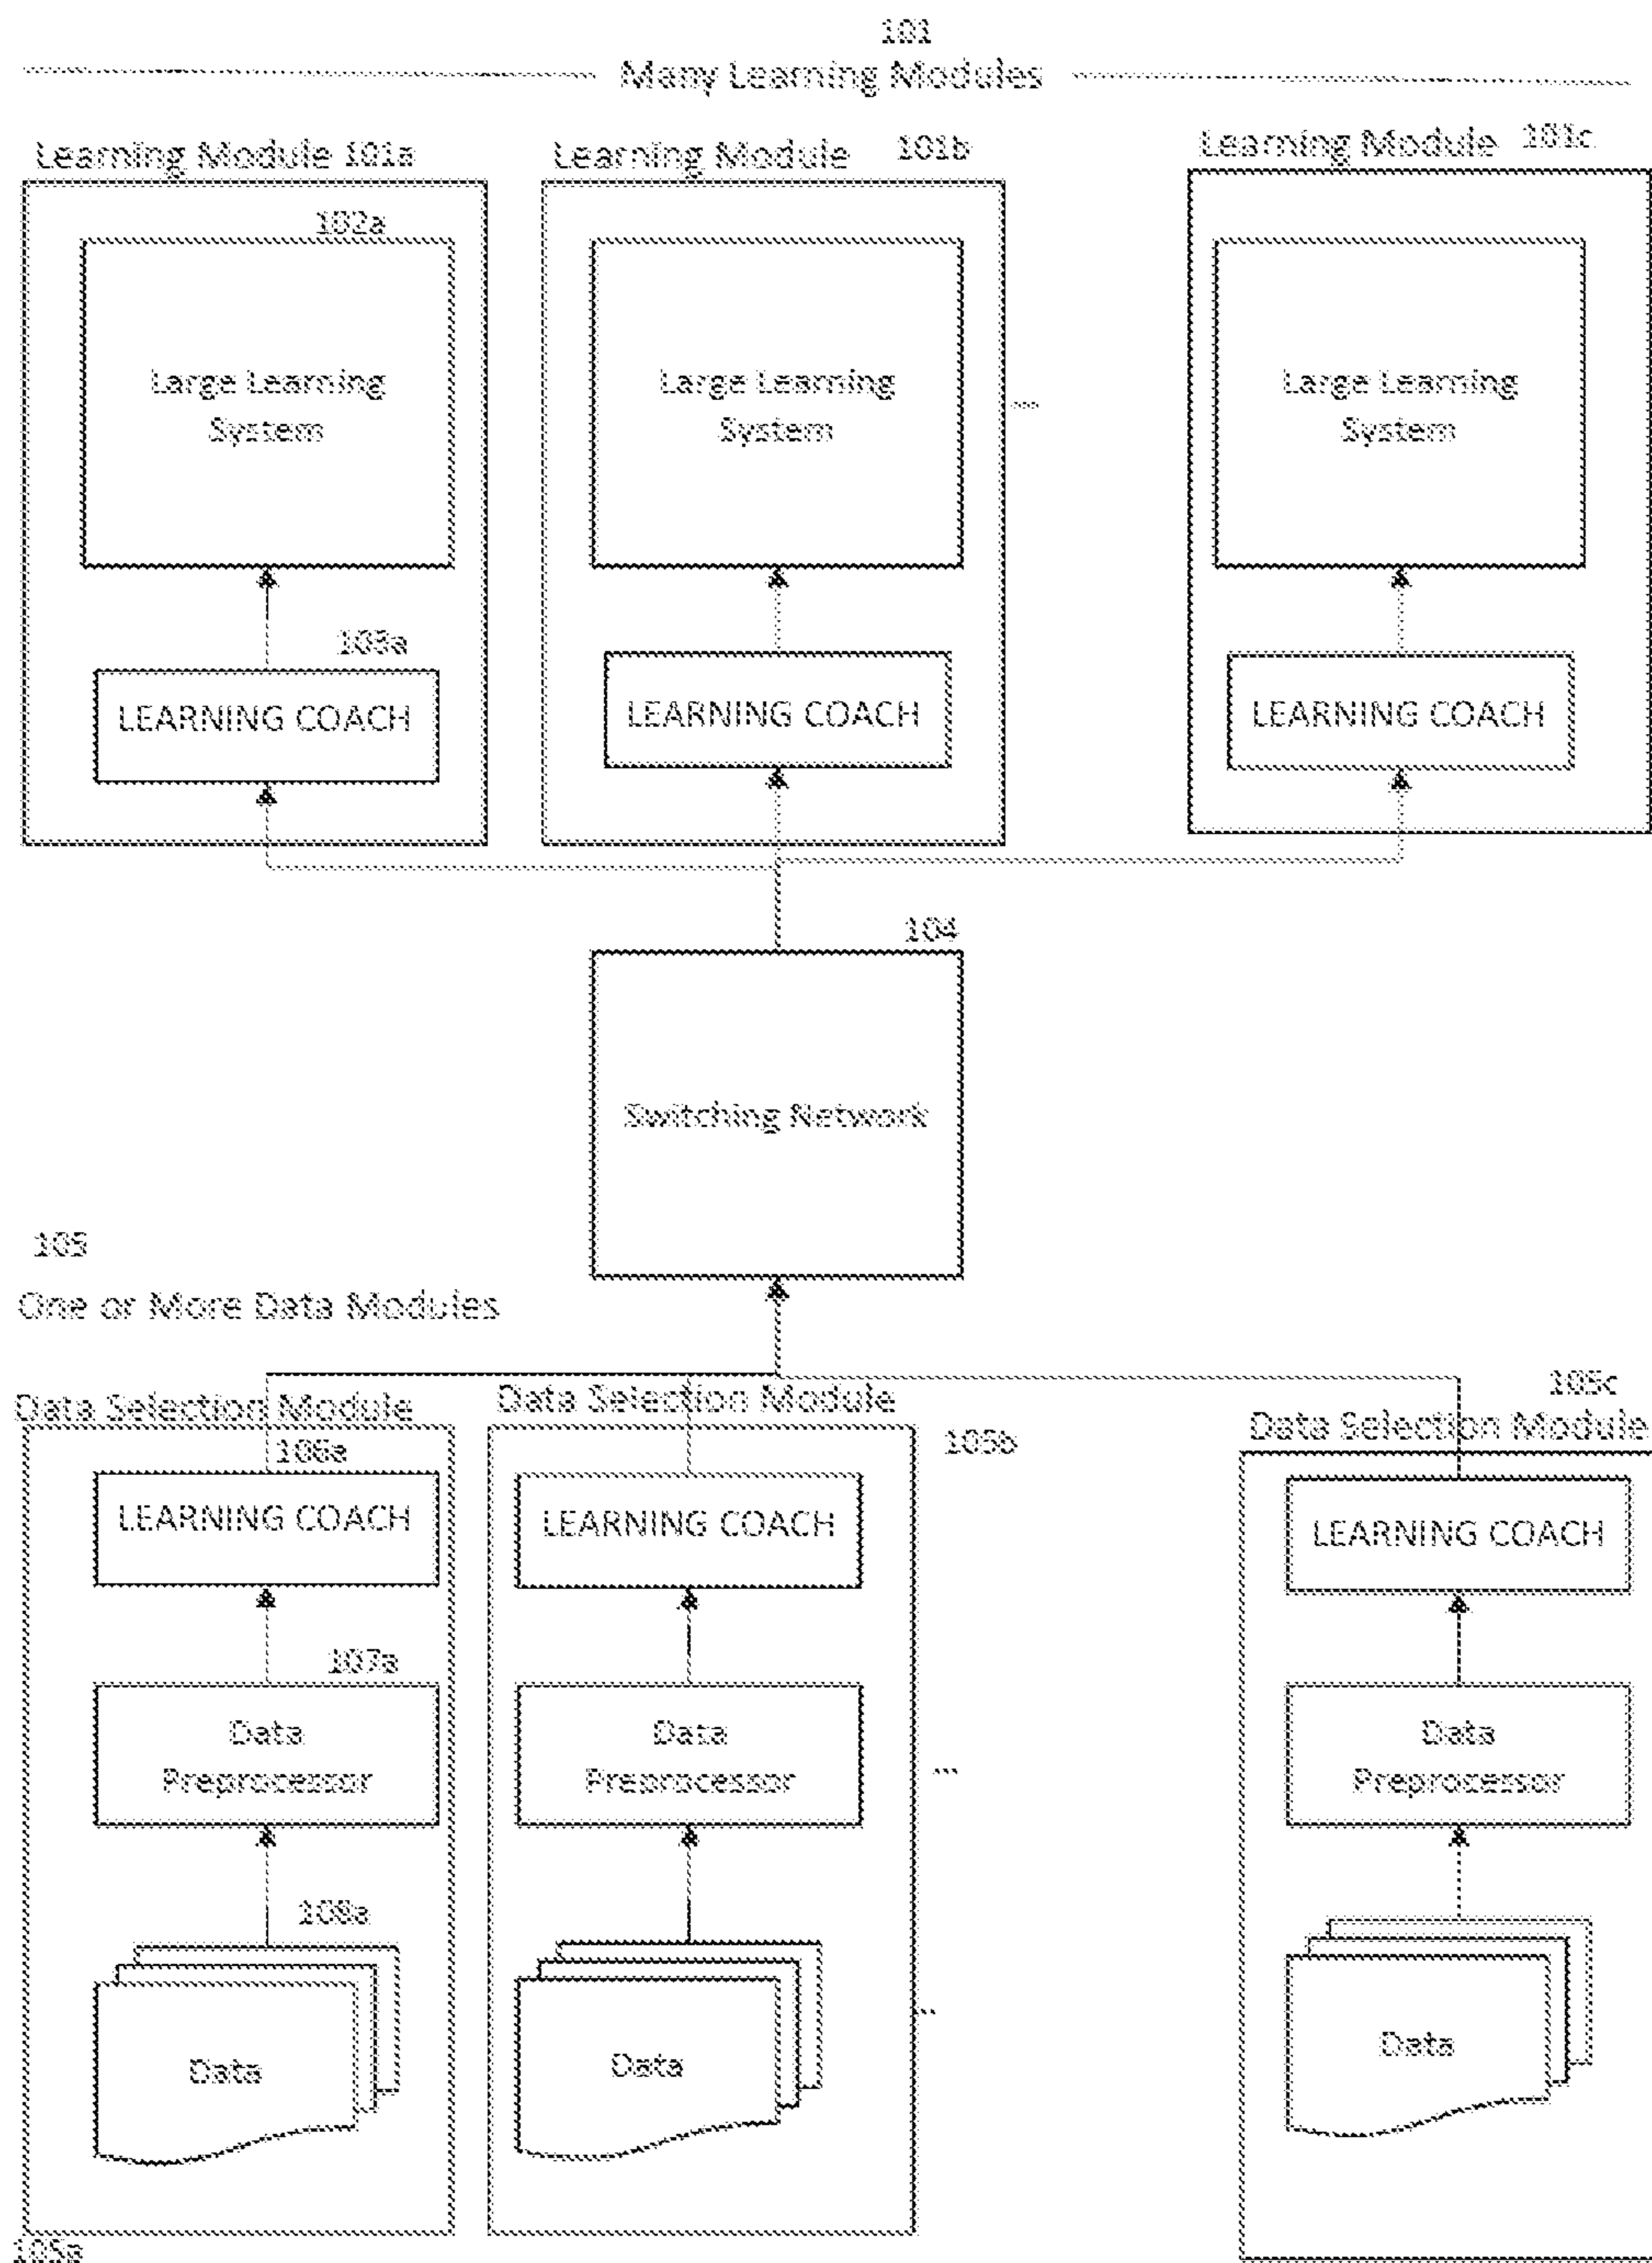 101
Many Learning Modules
Learning Module 101a
Learning Module 101b
Learning Module 101c
102a
Large Learning
System
Large Learning
System
...
Large Learning
System
103a
LEARNING COACH
LEARNING COACH
LEARNING COACH
104
Switching Network
105
One or More Data Modules
Data Selection Module
Data Selection Module
105b
105c
Data Selection Module
106a
LEARNING COACH
LEARNING COACH
LEARNING COACH
107a
Data
Preprocessor
Data
Preprocessor
...
Data
Preprocessor
108a
Data
Data
...
Data
105a